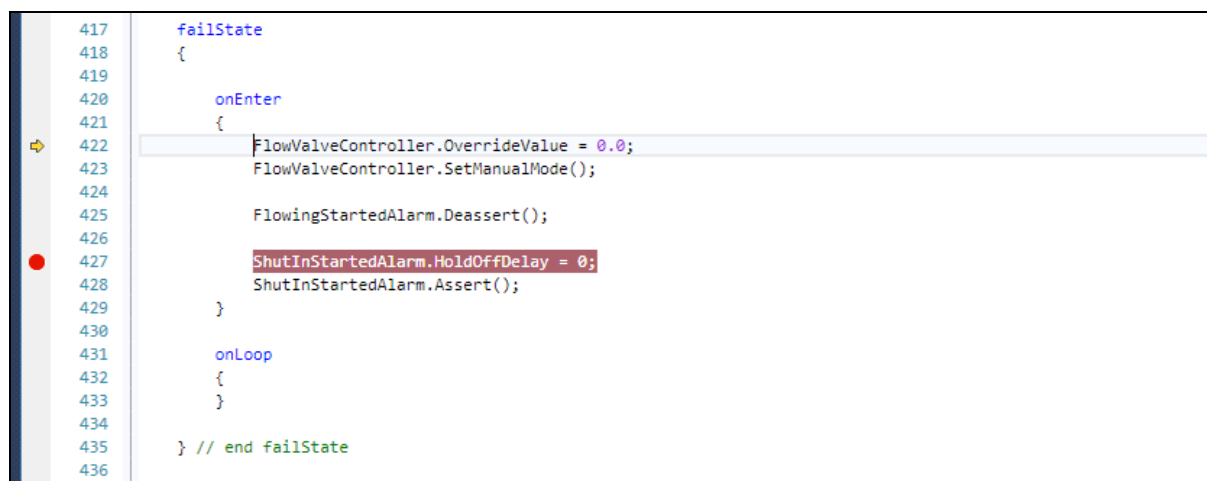 417 failState
418 {
419
420 onEnter
421 {
422 FlowValveController.OverrideValue = 0.0;
423 FlowValveController.SetManualMode();
424
425 FlowingStartedAlarm.Deassert();
426
427 ShutInStartedAlarm.HoldOffDelay = 0;
428 ShutInStartedAlarm.Assert();
429 }
430
431 onLoop
432 {
433 }
434
435 } // end failState
436